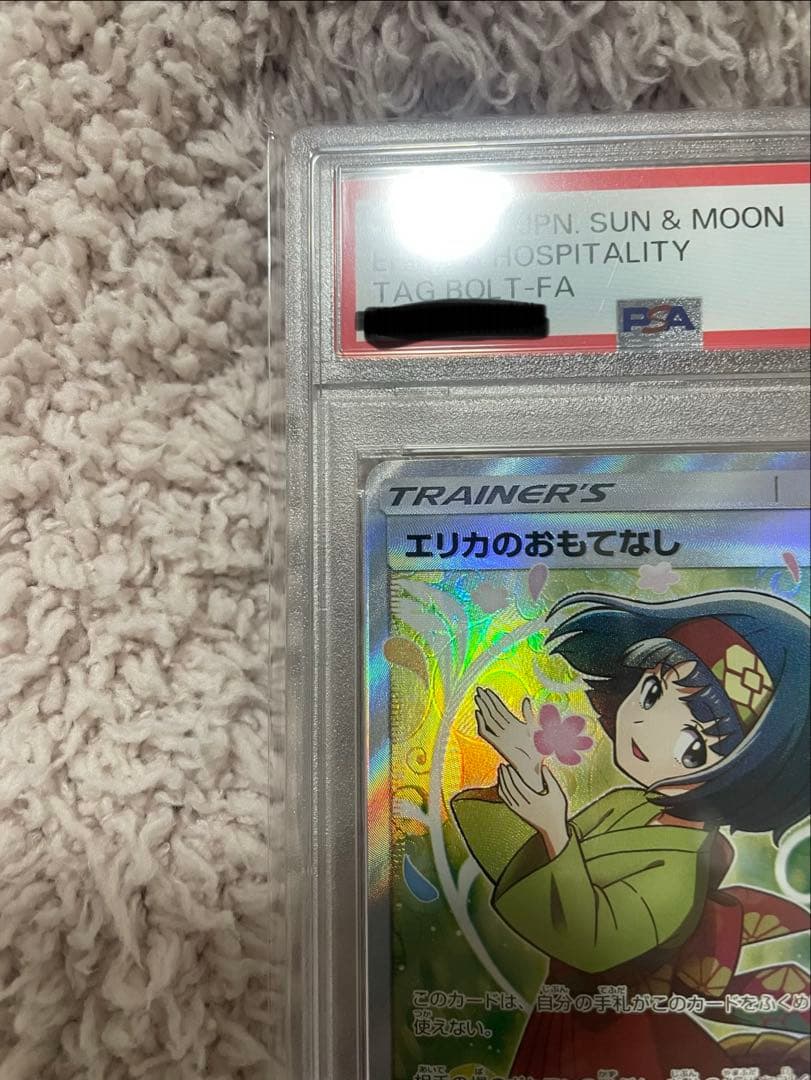 JPN. SUN & MOON
HOSPITALITY
TAG BOLT-FA
PSA
TRAINER'S
エリカのおもてなし
このカードは、自分の手札がこのカードをふくめ
使えない。